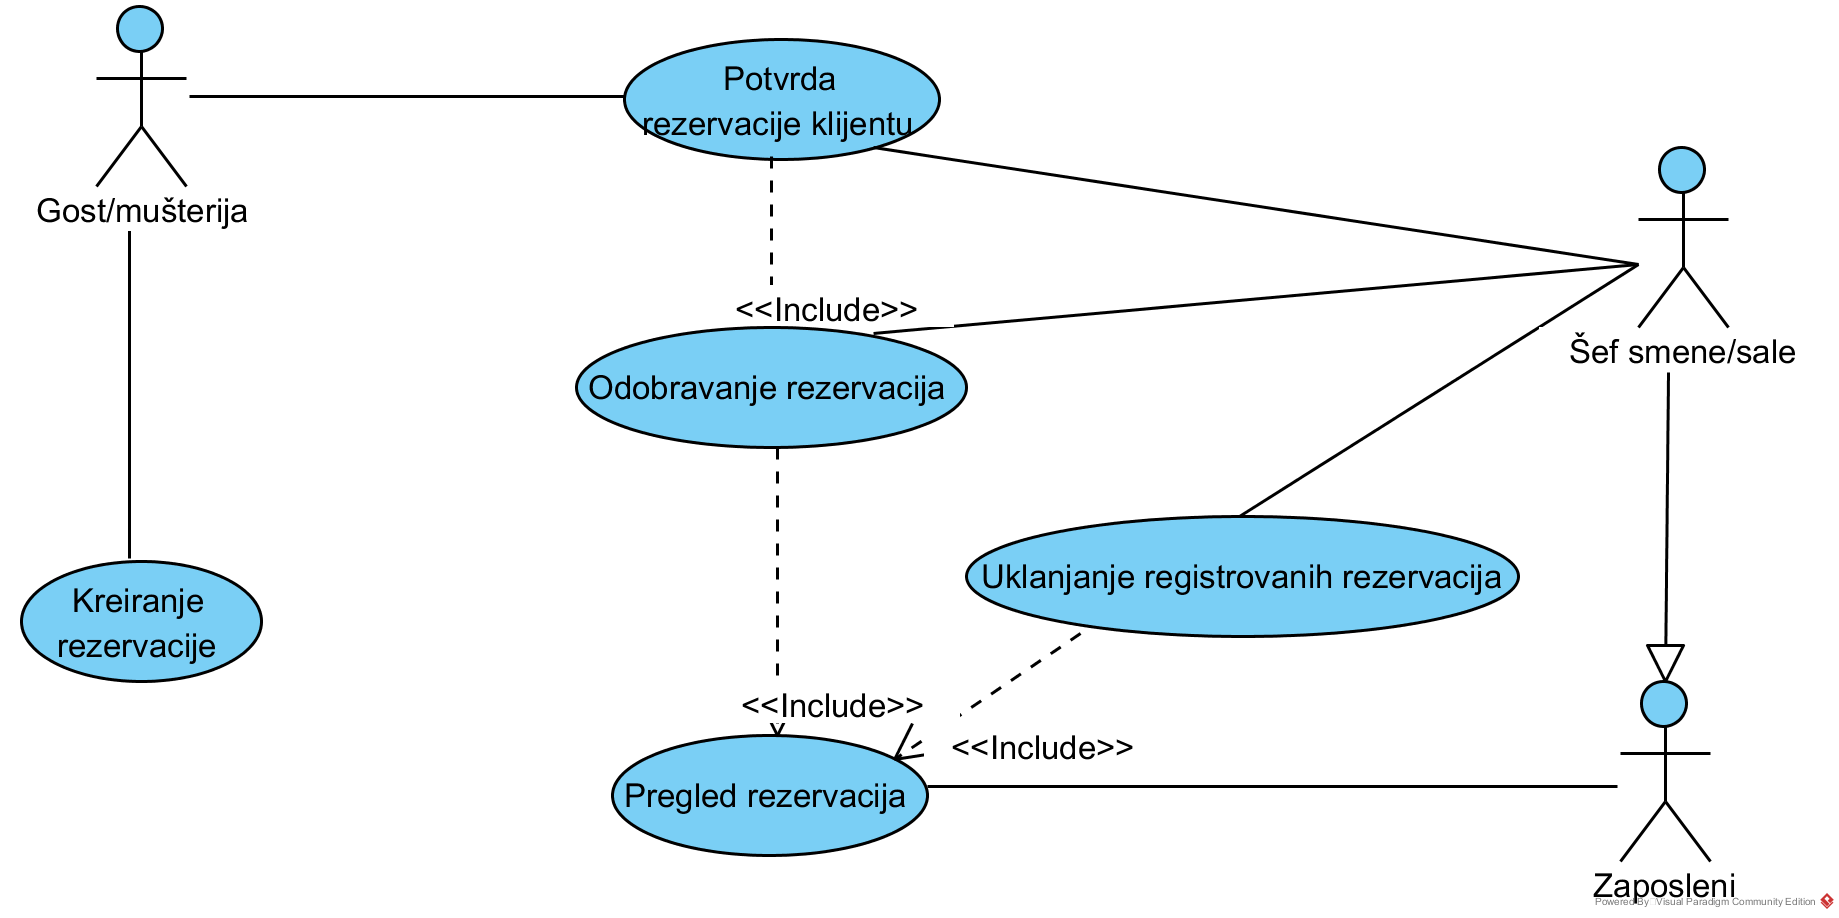 Potvrda
rezervacije klijentu
Gost/mušterija
<<Include>>
Šef smene/sale
Odobravanje rezervacija
Uklanjanje registrovanih rezervacija
Kreiranje
rezervacije
<<Include>>
<<Include>>
Pregled rezervacija
Zaposleni
Powered By Visual Paradigm Community Edition